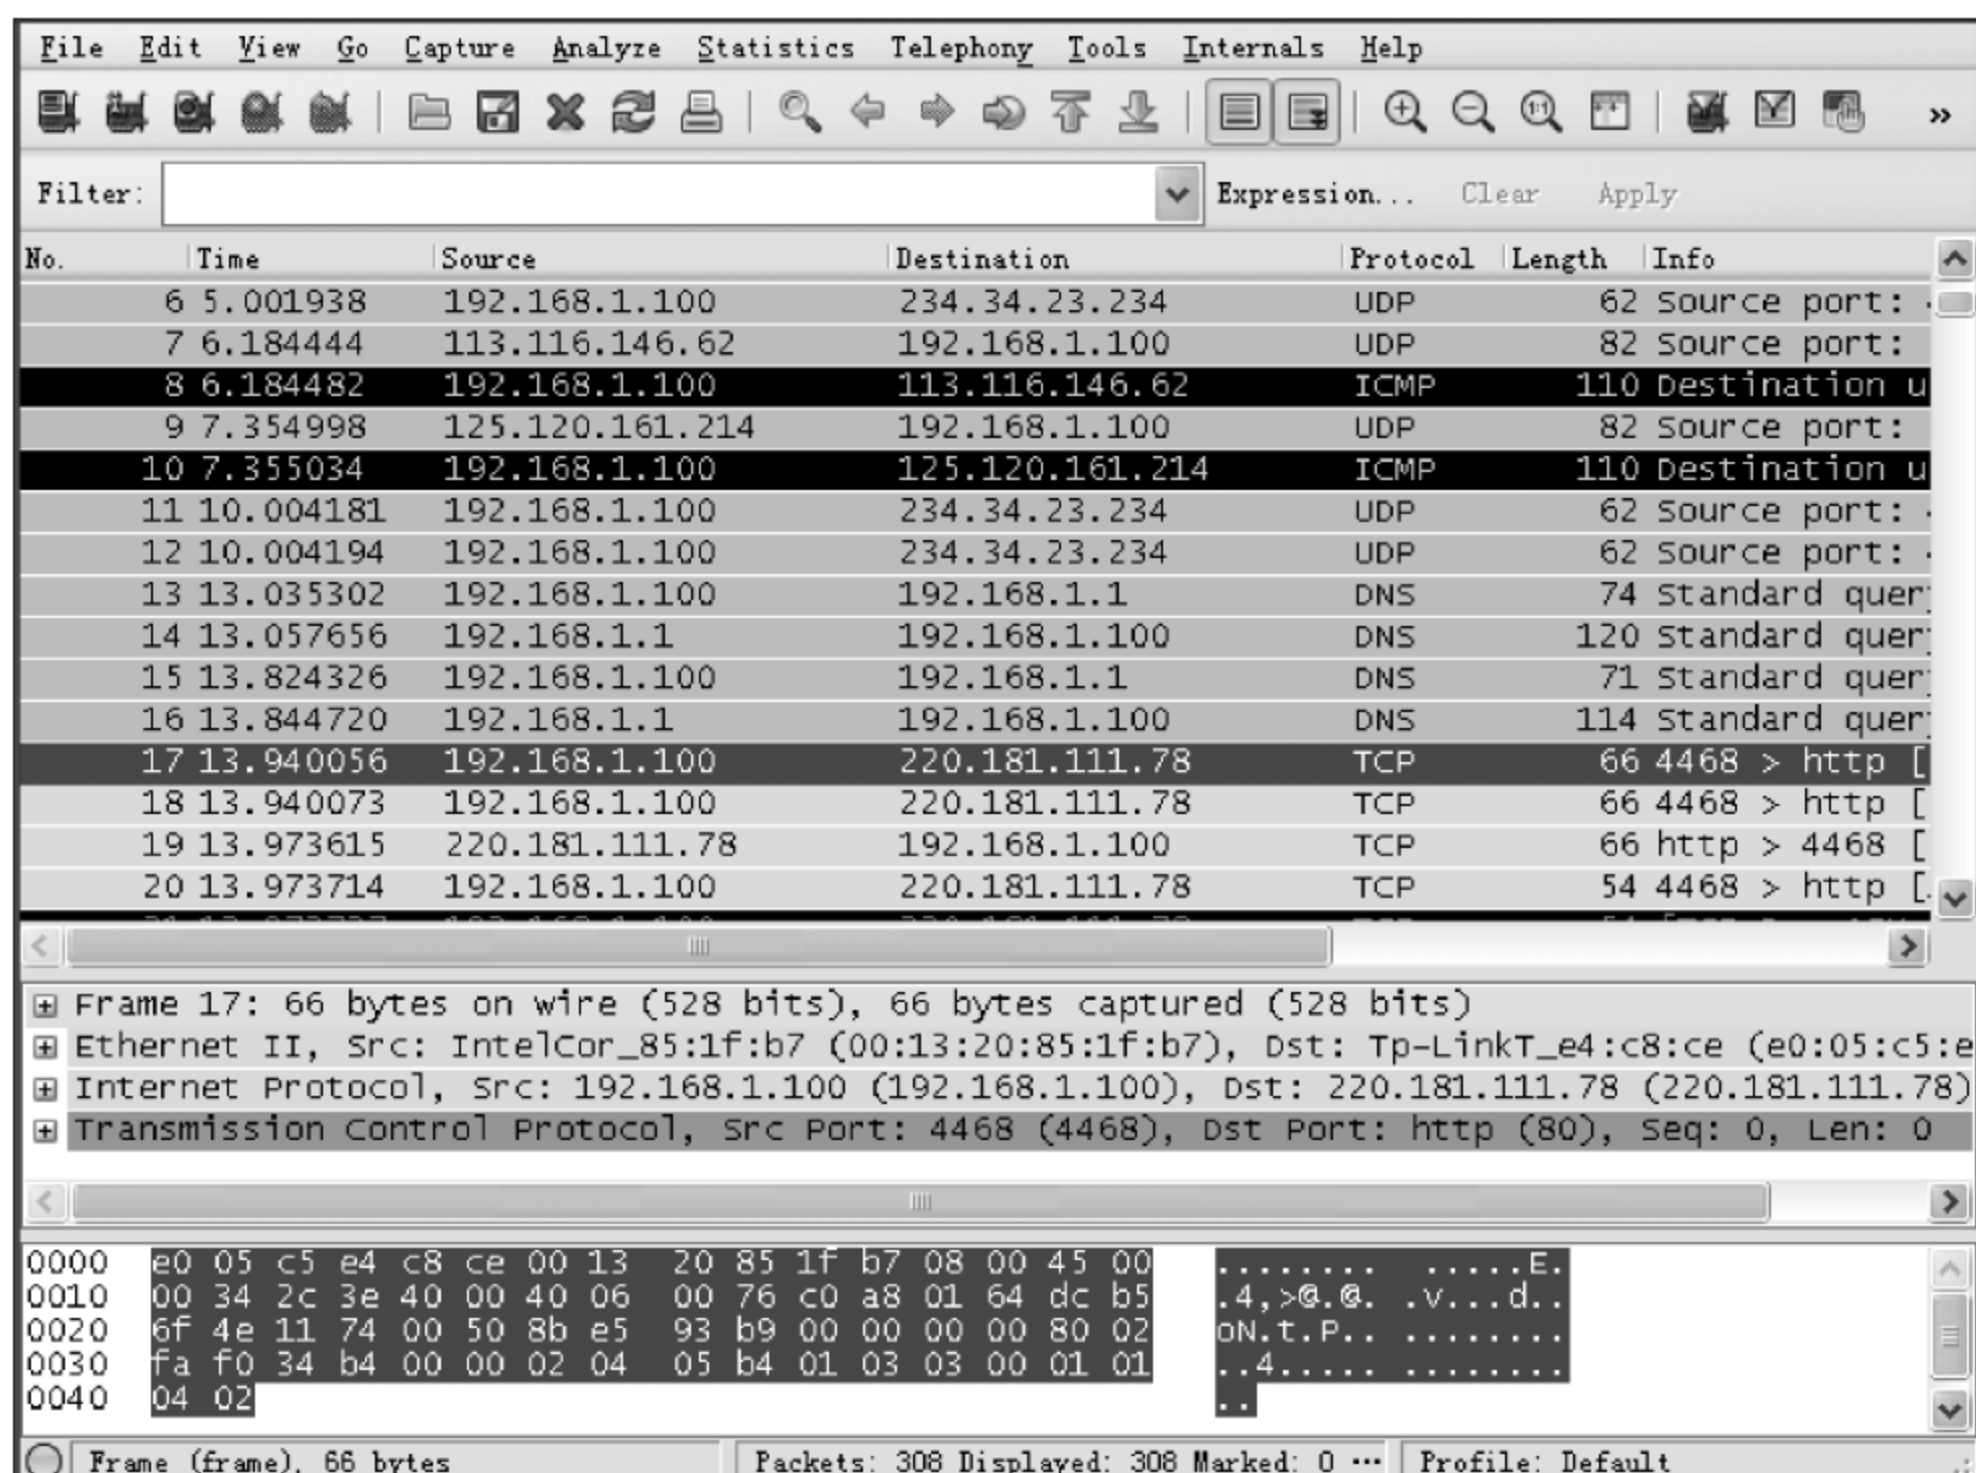 File Edit View Go Capture Analyze Statistics Telephony Tools Internals Help
Filter: Expression... Clear Apply
No. Time Source Destination Protocol Length Info
6 5.001938 192.168.1.100 234.34.23.234 UDP 62 Source port:
7 6.184444 113.116.146.62 192.168.1.100 UDP 82 Source port:
8 6.184482 192.168.1.100 113.116.146.62 ICMP 110 Destination u
9 7.354998 125.120.161.214 192.168.1.100 UDP 82 Source port:
10 7.355034 192.168.1.100 125.120.161.214 ICMP 110 Destination u
11 10.004181 192.168.1.100 234.34.23.234 UDP 62 Source port:
12 10.004194 192.168.1.100 234.34.23.234 UDP 62 Source port:
13 13.035302 192.168.1.100 192.168.1.1 DNS 74 Standard quer
14 13.057656 192.168.1.1 192.168.1.100 DNS 120 Standard quer
15 13.824326 192.168.1.100 192.168.1.1 DNS 71 Standard quer
16 13.844720 192.168.1.1 192.168.1.100 DNS 114 Standard quer
17 13.940056 192.168.1.100 220.181.111.78 TCP 66 4468 > http [
18 13.940073 192.168.1.100 220.181.111.78 TCP 66 4468 > http [
19 13.973615 220.181.111.78 192.168.1.100 TCP 66 http > 4468 [
20 13.973714 192.168.1.100 220.181.111.78 TCP 54 4468 > http [
Frame 17: 66 bytes on wire (528 bits), 66 bytes captured (528 bits)
Ethernet II, Src: IntelCor_85:1f:b7 (00:13:20:85:1f:b7), Dst: Tp-LinkT_e4:c8:ce (e0:05:c5:e
Internet Protocol, Src: 192.168.1.100 (192.168.1.100), Dst: 220.181.111.78 (220.181.111.78)
Transmission Control Protocol, Src Port: 4468 (4468), Dst Port: http (80), Seq: 0, Len: 0
0000 e0 05 c5 e4 c8 ce 00 13 20 85 1f b7 08 00 45 00 ........ .....E.
0010 00 34 2c 3e 40 00 40 06 00 76 c0 a8 01 64 dc b5 .4,>@.@. .v...d..
0020 6f 4e 11 74 00 50 8b e5 93 b9 00 00 00 00 80 02 oN.t.P.. ........
0030 fa f0 34 b4 00 00 02 04 05 b4 01 03 03 00 01 01 ..4..... ........
0040 04 02 ..
Frame (frame), 66 bytes Packets: 308 Displayed: 308 Marked: 0 ... Profile: Default